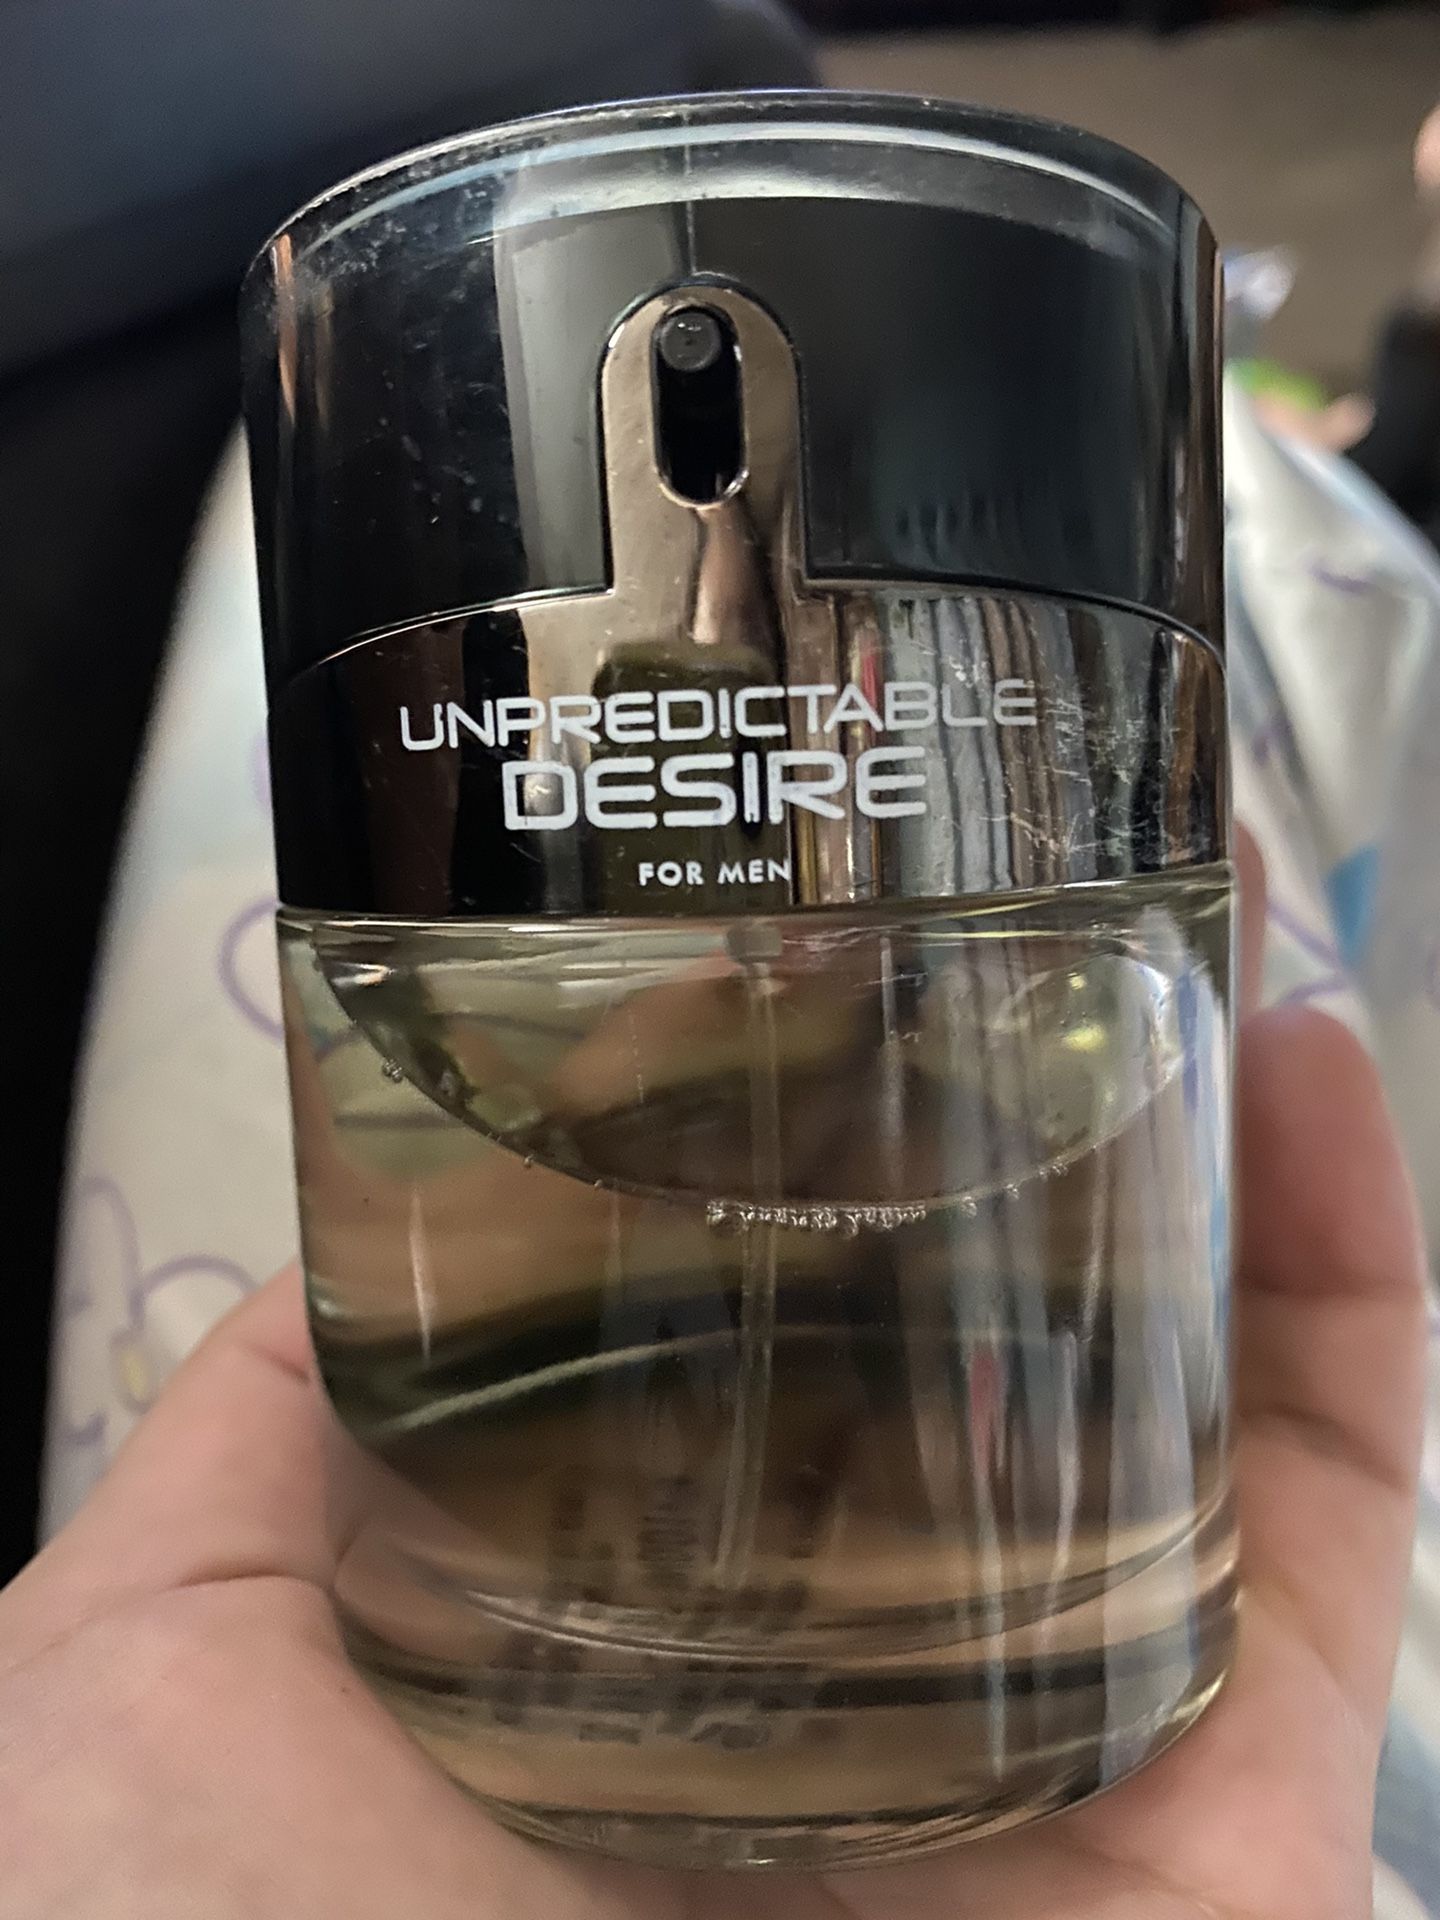 UNPREDICTABLE
DESIRE
FOR MEN